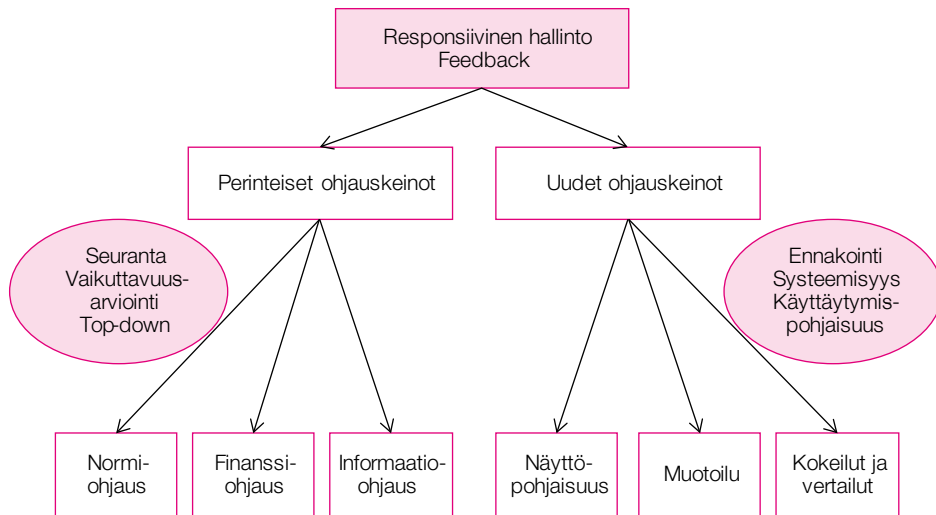 Responsiivinen hallinto
Feedback
Perinteiset ohjauskeinot
Uudet ohjauskeinot
Seuranta
Vaikuttavuus-
arviointi
Top-down
Ennakointi
Systeemisyys
Käyttäytymis-
pohjaisuus
Normi-
ohjaus
Finanssi-
ohjaus
Informaatio-
ohjaus
Näyttö-
pohjaisuus
Muotoilu
Kokeilut ja
vertailut